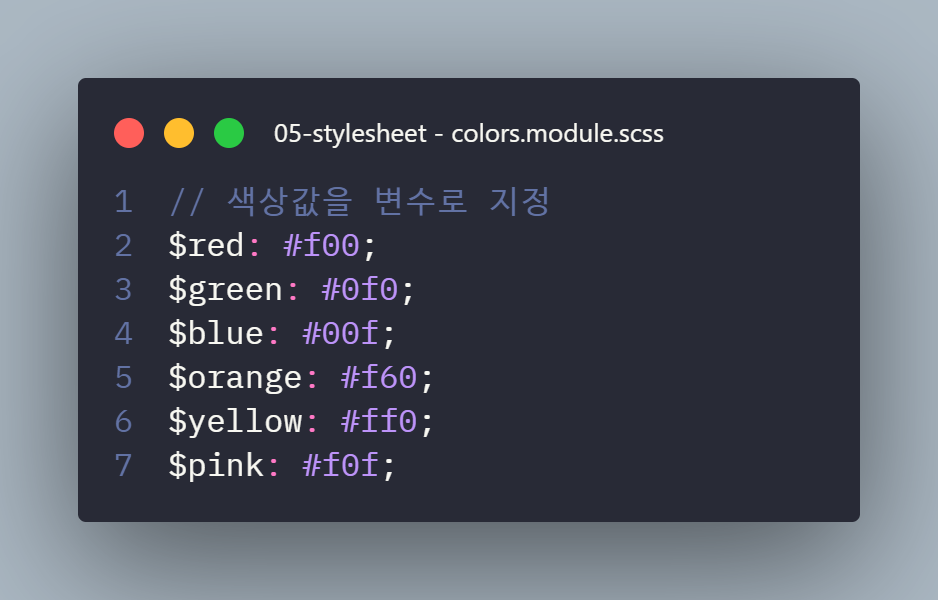 05-stylesheet - colors.module.scss
1 // 색상값을 변수로 지정
2 $red: #f00;
3 $green: #0f0;
4 $blue: #00f;
5 $orange: #f60;
6 $yellow: #ff0;
7 $pink: #f0f;